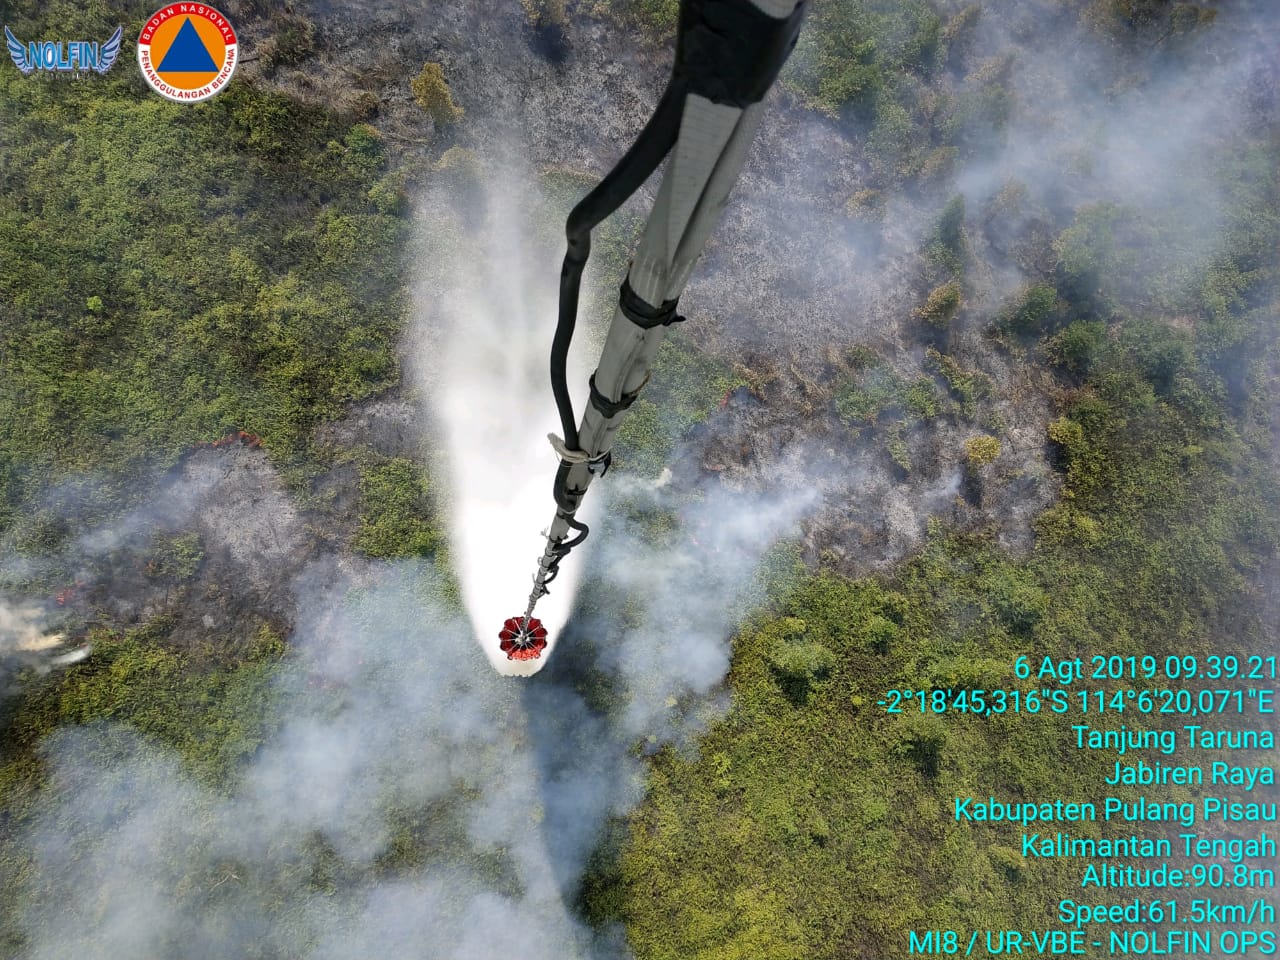 NOLFIN
BADAN NASIONAL
PENANGGULANGAN BENCANA
6 Agt 2019 09.39.21
-2°18'45,316"S 114°6'20,071"E
Tanjung Taruna
Jabiren Raya
Kabupaten Pulang Pisau
Kalimantan Tengah
Altitude:90.8m
Speed:61.5km/h
MI8 / UR-VBE - NOLFIN OPS